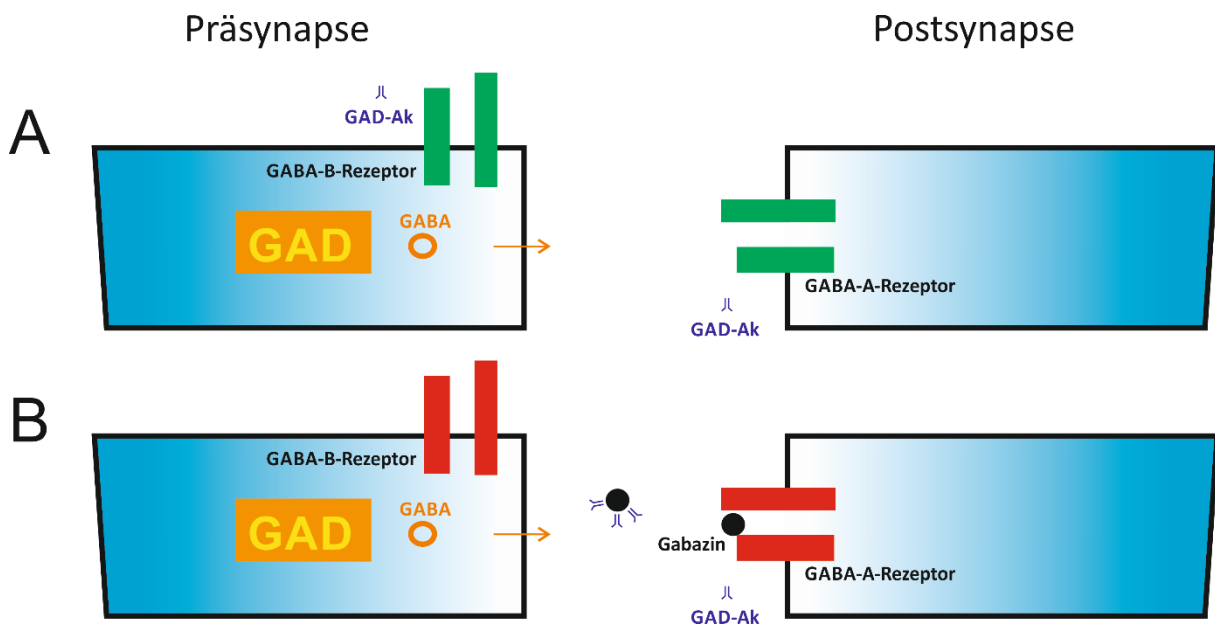 Präsynapse
Postsynapse
A
GAD-Ak
GABA-B-Rezeptor
GAD
GABA
GABA-A-Rezeptor
GAD-Ak
B
GABA-B-Rezeptor
GAD
GABA
Gabazin
GABA-A-Rezeptor
GAD-Ak